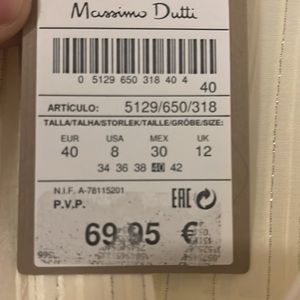 Massimo Dutti
0 5129 650 318 40 4
40
ARTÍCULO: 5129/650/318
TALLA/TALHA/STORLEK/TAILLE/GRÖßE/SIZE:
EUR USA MEX UK
40 8 30 12
34 36 38 40 42
N.I.F. A-78115201
P.V.P.
EAC
69.95 €